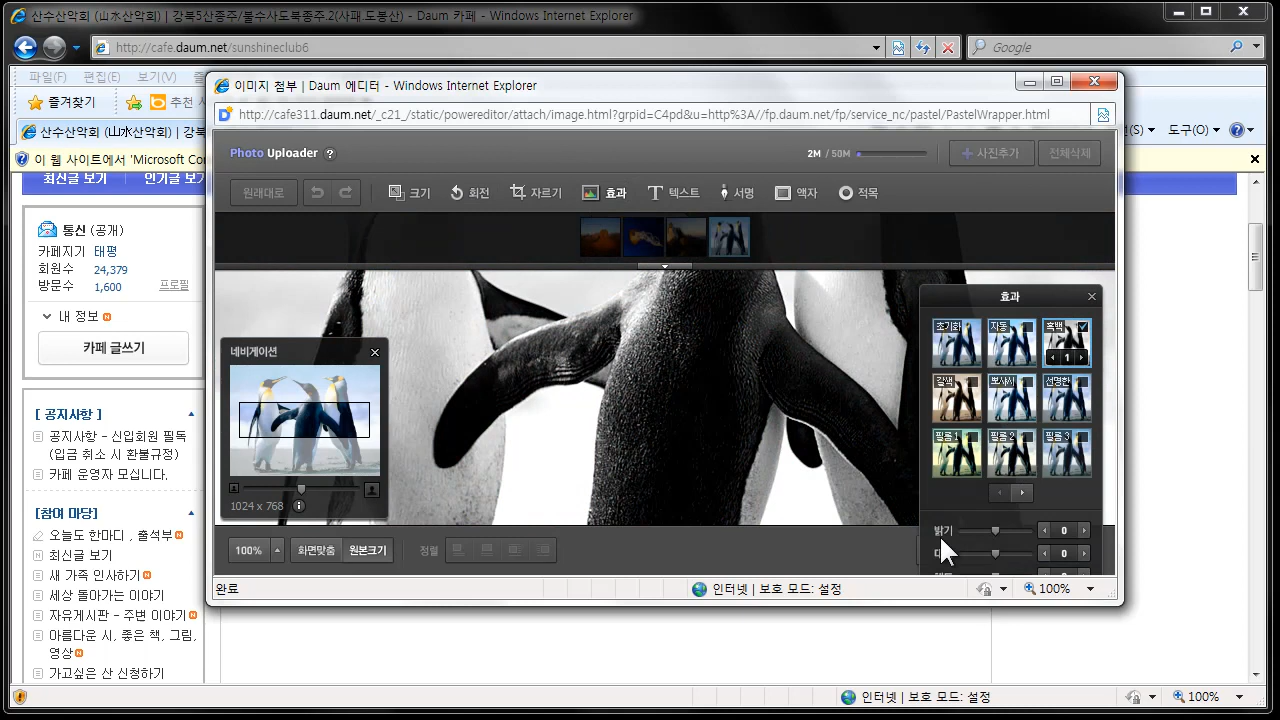 산수산악회 (山水산악회) | 강북5산종주/불수사도북종주.2(사패 도봉산) - Daum 카페 - Windows Internet Explorer
http://cafe.daum.net/sunshineclub6
Google
파일(F) 편집(E) 보기(V)
즐겨찾기 추천
산수산악회 (山水산악회) | 강북
(S) 도구(O)
이 웹 사이트에서 'Microsoft Cor
최신글 보기 인기글 보기
통신 (공개)
카페지기 태평
회원수 24,379
방문수 1,600 프로필
내 정보 N
카페 글쓰기
[ 공지사항 ]
공지사항 - 신입회원 필독
(입금 취소 시 환불규정)
카페 운영자 모십니다.
[참여 마당]
오늘도 한마디 , 출석부 N
최신글 보기
새 가족 인사하기 N
세상 돌아가는 이야기
자유게시판 - 주변 이야기 N
아름다운 시, 좋은 책, 그림,
영상 N
가고싶은 산 신청하기
이미지 첨부 | Daum 에디터 - Windows Internet Explorer
http://cafe311.daum.net/_c21_/static/powereditor/attach/image.html?grpid=C4pd&u=http%3A//fp.daum.net/fp/service_nc/pastel/PastelWrapper.html
Photo Uploader ?
2M / 50M
사진추가 전체삭제
원래대로 크기 회전 자르기 효과 텍스트 서명 액자 적목
네비게이션
1024 x 768
효과
초기화 자동 흑백
1
갈색 뽀샤시 선명한
필름 1 필름 2 필름 3
밝기 0
0
100% 화면맞춤 원본크기 정렬
완료 인터넷 | 보호 모드: 설정 100%
인터넷 | 보호 모드: 설정 100%